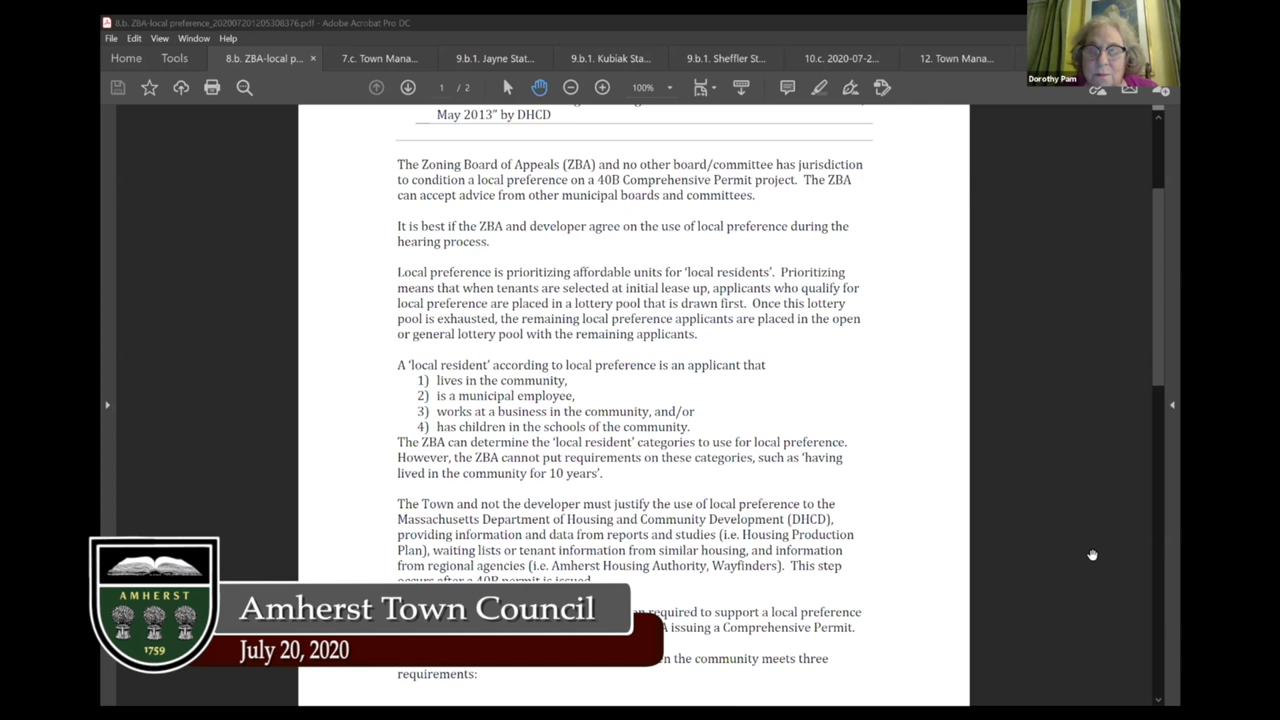 8.b. ZBA-local preference_202007201205308376.pdf - Adobe Acrobat Pro DC
File Edit View Window Help
Home Tools 8.b. ZBA-local p... × 7.c. Town Mana... 9.b.1. Jayne Stat... 9.b.1. Kubiak Sta... 9.b.1. Sheffler St... 10.c. 2020-07-2... 12. Town Man...
Dorothy Pam
1 / 2 100%
May 2013” by DHCD
The Zoning Board of Appeals (ZBA) and no other board/committee has jurisdiction
to condition a local preference on a 40B Comprehensive Permit project. The ZBA
can accept advice from other municipal boards and committees.
It is best if the ZBA and developer agree on the use of local preference during the
hearing process.
Local preference is prioritizing affordable units for ‘local residents’. Prioritizing
means that when tenants are selected at initial lease up, applicants who qualify for
local preference are placed in a lottery pool that is drawn first. Once this lottery
pool is exhausted, the remaining local preference applicants are placed in the open
or general lottery pool with the remaining applicants.
A ‘local resident’ according to local preference is an applicant that
1) lives in the community,
2) is a municipal employee,
3) works at a business in the community, and/or
4) has children in the schools of the community.
The ZBA can determine the ‘local resident’ categories to use for local preference.
However, the ZBA cannot put requirements on these categories, such as ‘having
lived in the community for 10 years’.
The Town and not the developer must justify the use of local preference to the
Massachusetts Department of Housing and Community Development (DHCD),
providing information and data from reports and studies (i.e. Housing Production
Plan), waiting lists or tenant information from similar housing, and information
from regional agencies (i.e. Amherst Housing Authority, Wayfinders). This step
occurs after a 40B permit is issued.
required to support a local preference
issuing a Comprehensive Permit.
the community meets three
requirements:
AMHERST
1759
Amherst Town Council
July 20, 2020